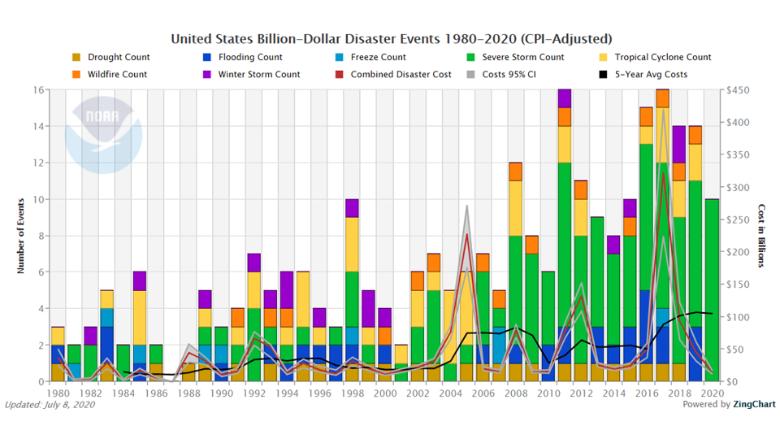 United States Billion-Dollar Disaster Events 1980-2020 (CPI-Adjusted)
Drought Count Flooding Count Freeze Count Severe Storm Count Tropical Cyclone Count
Wildfire Count Winter Storm Count Combined Disaster Cost Costs 95% CI 5-Year Avg Costs
NOAA
Number of Events
16
14
12
10
8
6
4
2
0
$450
$400
$350
$300
$250
$200
$150
$100
$50
$0
Cost in Billions
1980 1982 1984 1986 1988 1990 1992 1994 1996 1998 2000 2002 2004 2006 2008 2010 2012 2014 2016 2018 2020
Updated: July 8, 2020
Powered by ZingChart